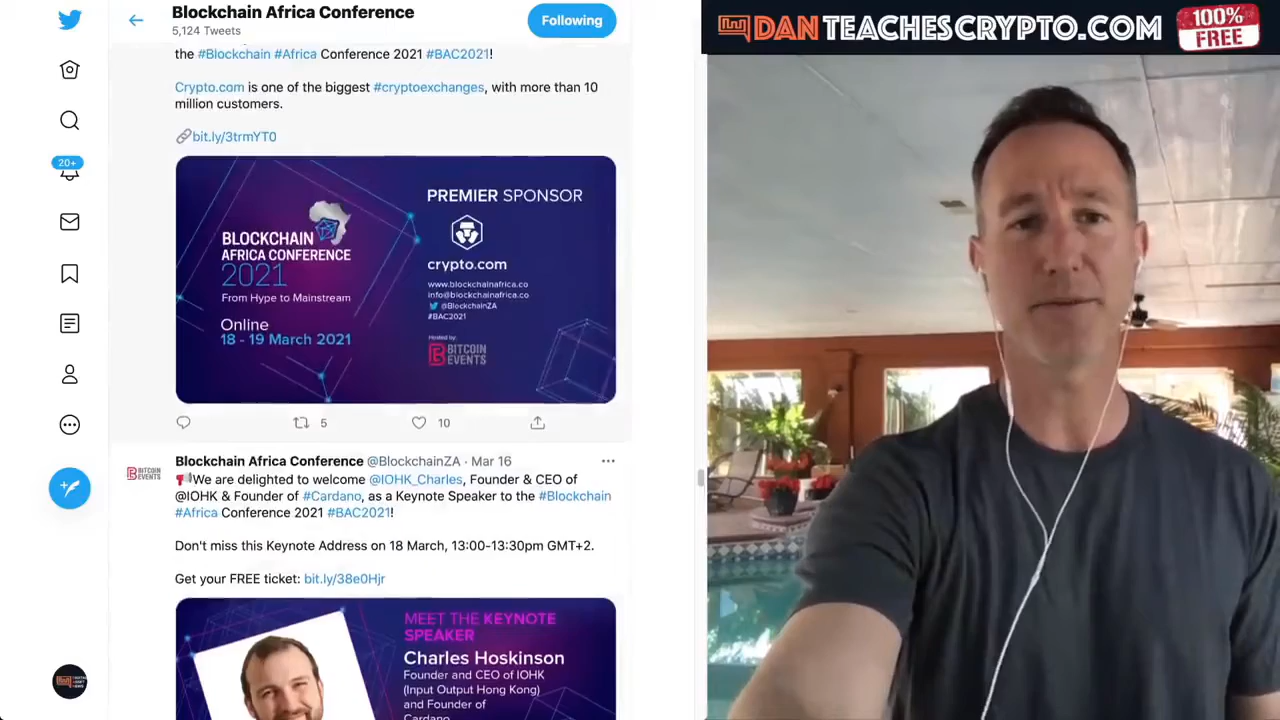 Blockchain Africa Conference
5,124 Tweets
Following
the #Blockchain #Africa Conference 2021 #BAC2021!
Crypto.com is one of the biggest #cryptoexchanges, with more than 10
million customers.
bit.ly/3trmYT0
20+
BLOCKCHAIN
AFRICA CONFERENCE
2021
From Hype to Mainstream
Online
18 - 19 March 2021
PREMIER SPONSOR
crypto.com
www.blockchainafrica.co
info@blockchainafrica.co
@BlockchainZA
#BAC2021
Hosted by:
BITCOIN
EVENTS
5
10
BITCOIN
EVENTS
Blockchain Africa Conference @BlockchainZA · Mar 16
We are delighted to welcome @IOHK_Charles, Founder & CEO of
@IOHK & Founder of #Cardano, as a Keynote Speaker to the #Blockchain
#Africa Conference 2021 #BAC2021!
Don't miss this Keynote Address on 18 March, 13:00-13:30pm GMT+2.
Get your FREE ticket: bit.ly/38e0Hjr
MEET THE KEYNOTE
SPEAKER
Charles Hoskinson
Founder and CEO of IOHK
(Input Output Hong Kong)
and Founder of
Cardano
DANTEACHESCRYPTO.COM
100%
FREE